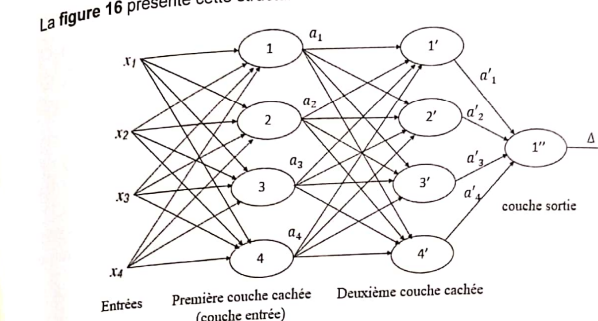 La figure 16 présente cette
x1
x2
x3
x4
1
2
3
4
a1
a2
a3
a4
1'
2'
3'
4'
a'1
a'2
a'3
a'4
1''
Δ
couche sortie
Entrées
Première couche cachée
(couche entrée)
Deuxième couche cachée